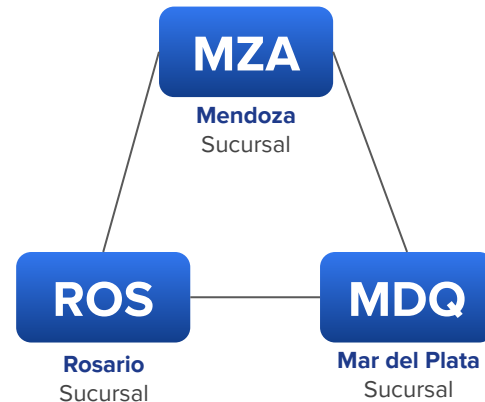 MZA
Mendoza
Sucursal
ROS
Rosario
Sucursal
MDQ
Mar del Plata
Sucursal